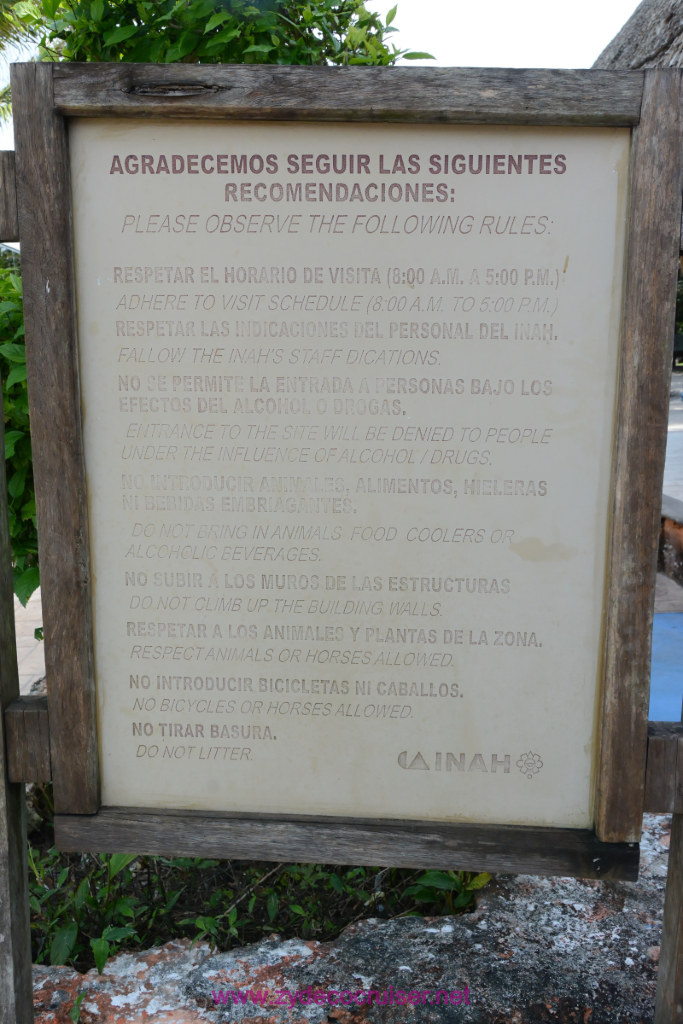 AGRADECEMOS SEGUIR LAS SIGUIENTES
RECOMENDACIONES:
PLEASE OBSERVE THE FOLLOWING RULES:
RESPETAR EL HORARIO DE VISITA (8:00 A.M. A 5:00 P.M.)
ADHERE TO VISIT SCHEDULE (8:00 A.M. TO 5:00 P.M.)
RESPETAR LAS INDICACIONES DEL PERSONAL DEL INAH.
FALLOW THE INAH'S STAFF DICATIONS.
NO SE PERMITE LA ENTRADA A PERSONAS BAJO LOS
EFECTOS DEL ALCOHOL O DROGAS.
ENTRANCE TO THE SITE WILL BE DENIED TO PEOPLE
UNDER THE INFLUENCE OF ALCOHOL / DRUGS.
NO INTRODUCIR ANIMALES, ALIMENTOS, HIELERAS
NI BEBIDAS EMBRIAGANTES.
DO NOT BRING IN ANIMALS FOOD COOLERS OR
ALCOHOLIC BEVERAGES.
NO SUBIR A LOS MUROS DE LAS ESTRUCTURAS
DO NOT CLIMB UP THE BUILDING WALLS.
RESPETAR A LOS ANIMALES Y PLANTAS DE LA ZONA.
RESPECT ANIMALS OR HORSES ALLOWED.
NO INTRODUCIR BICICLETAS NI CABALLOS.
NO BICYCLES OR HORSES ALLOWED.
NO TIRAR BASURA.
DO NOT LITTER.
INAH
www.zydecocruiser.net